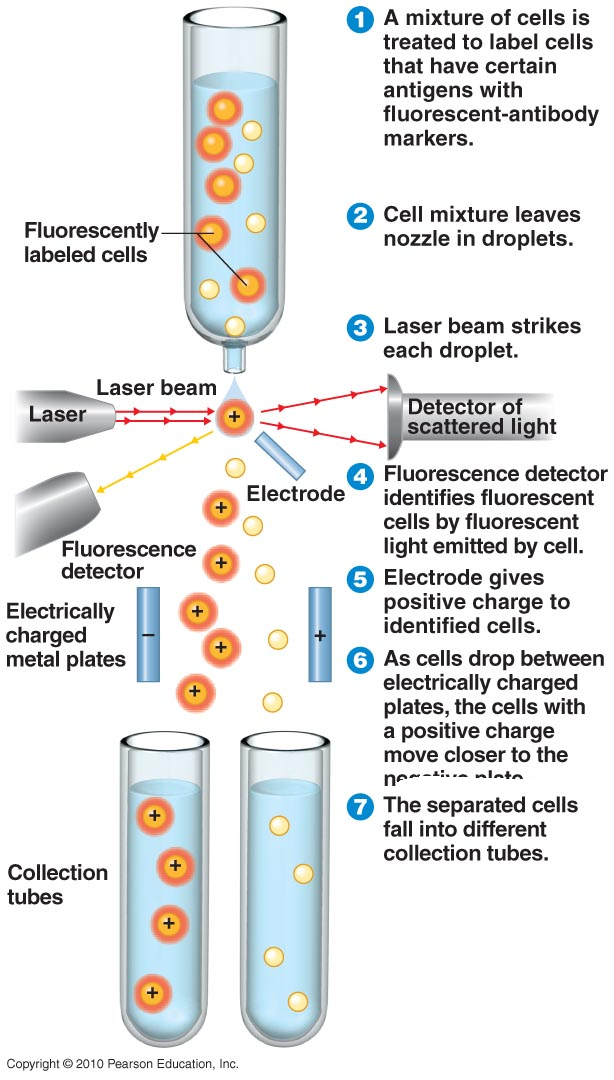 1 A mixture of cells is
treated to label cells
that have certain
antigens with
fluorescent-antibody
markers.
Fluorescently
labeled cells
2 Cell mixture leaves
nozzle in droplets.
3 Laser beam strikes
each droplet.
Laser beam
Laser
+
Detector of
scattered light
Electrode
4 Fluorescence detector
identifies fluorescent
cells by fluorescent
light emitted by cell.
+
Fluorescence
detector
+
5 Electrode gives
positive charge to
identified cells.
Electrically
charged
metal plates
+
−
+
+
+
6 As cells drop between
electrically charged
plates, the cells with
a positive charge
move closer to the
negative plate.
7 The separated cells
fall into different
collection tubes.
Collection
tubes
+
+
+
+
Copyright © 2010 Pearson Education, Inc.